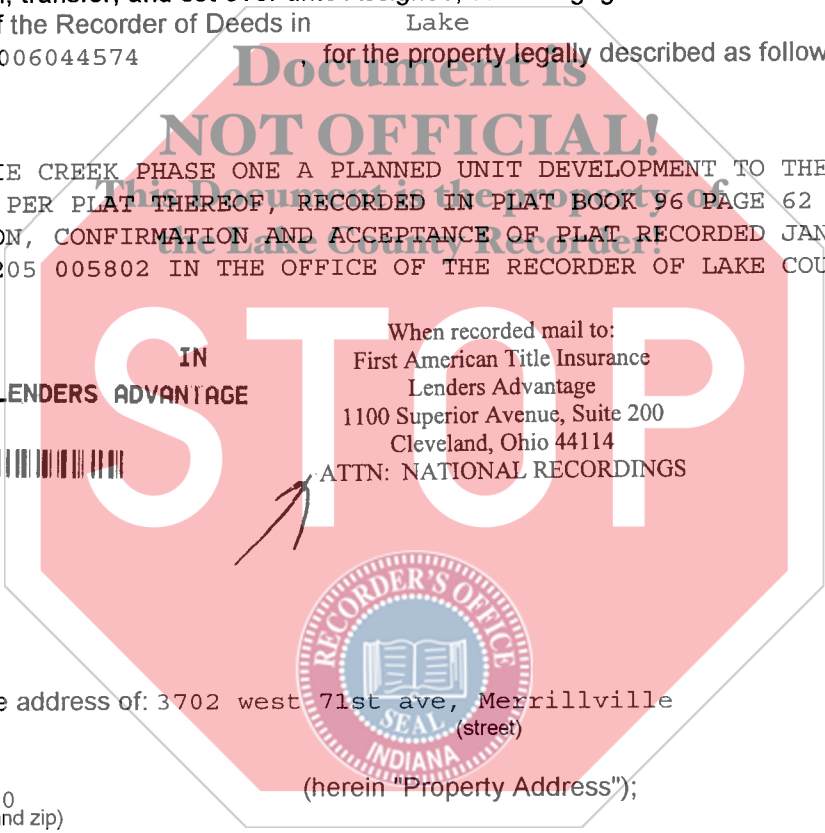 transfer, and set over unto Assignee,
f the Recorder of Deeds in Lake
006044574 , for the property legally described as follow
Document is
NOT OFFICIAL!
IE CREEK PHASE ONE A PLANNED UNIT DEVELOPMENT TO THE
This Document is the property of
PER PLAT THEREOF, RECORDED IN PLAT BOOK 96 PAGE 62
the Lake County Recorder!
ON, CONFIRMATION AND ACCEPTANCE OF PLAT RECORDED JAN
205 005802 IN THE OFFICE OF THE RECORDER OF LAKE COU
STOP
IN
LENDERS ADVANTAGE
When recorded mail to:
First American Title Insurance
Lenders Advantage
1100 Superior Avenue, Suite 200
Cleveland, Ohio 44114
ATTN: NATIONAL RECORDINGS
RECORDER'S OFFICE
SEAL
INDIANA
e address of: 3702 west 71st ave, Merrillville
(street)
(herein "Property Address");
0
nd zip)